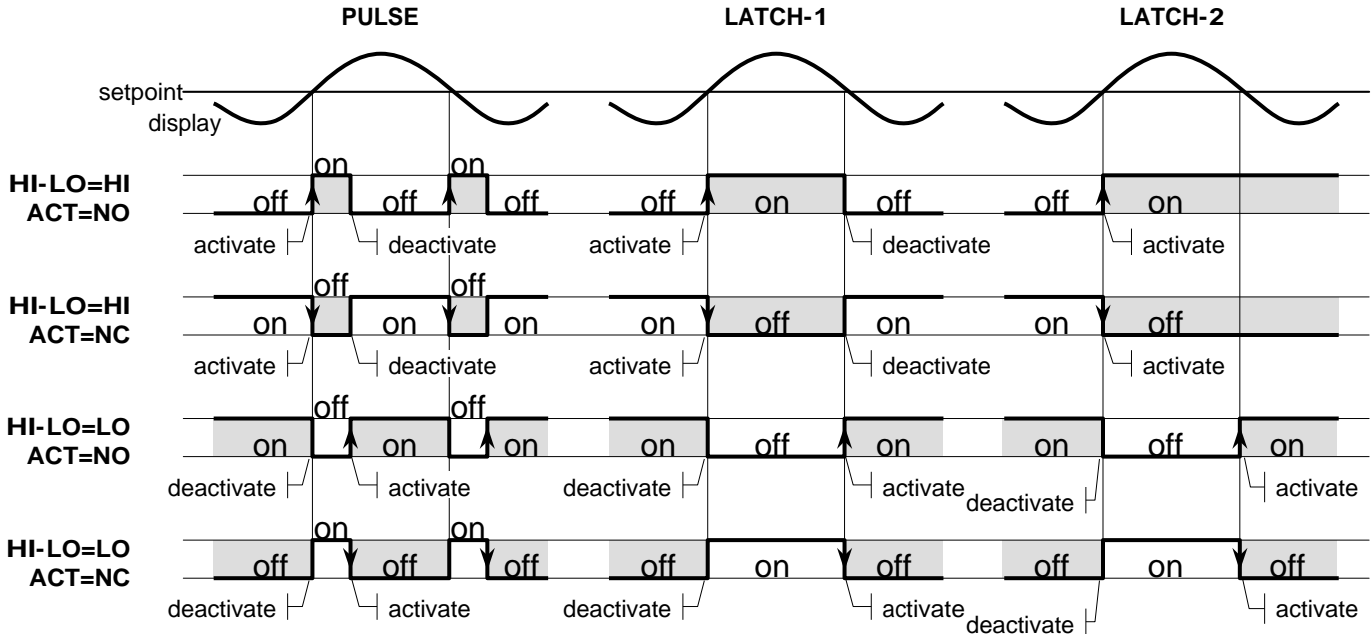 PULSE LATCH-1 LATCH-2
setpoint
display
on on
HI-LO=HI
ACT=NO
off off off off on off off on
activate deactivate activate deactivate activate
off off
HI-LO=HI
ACT=NC
on on on on off on on off
activate deactivate activate deactivate activate
off off
HI-LO=LO
ACT=NO
on on on on off on on off on
deactivate activate deactivate activate deactivate activate
on on
HI-LO=LO
ACT=NC
off off off off on off off on off
deactivate activate deactivate activate deactivate activate